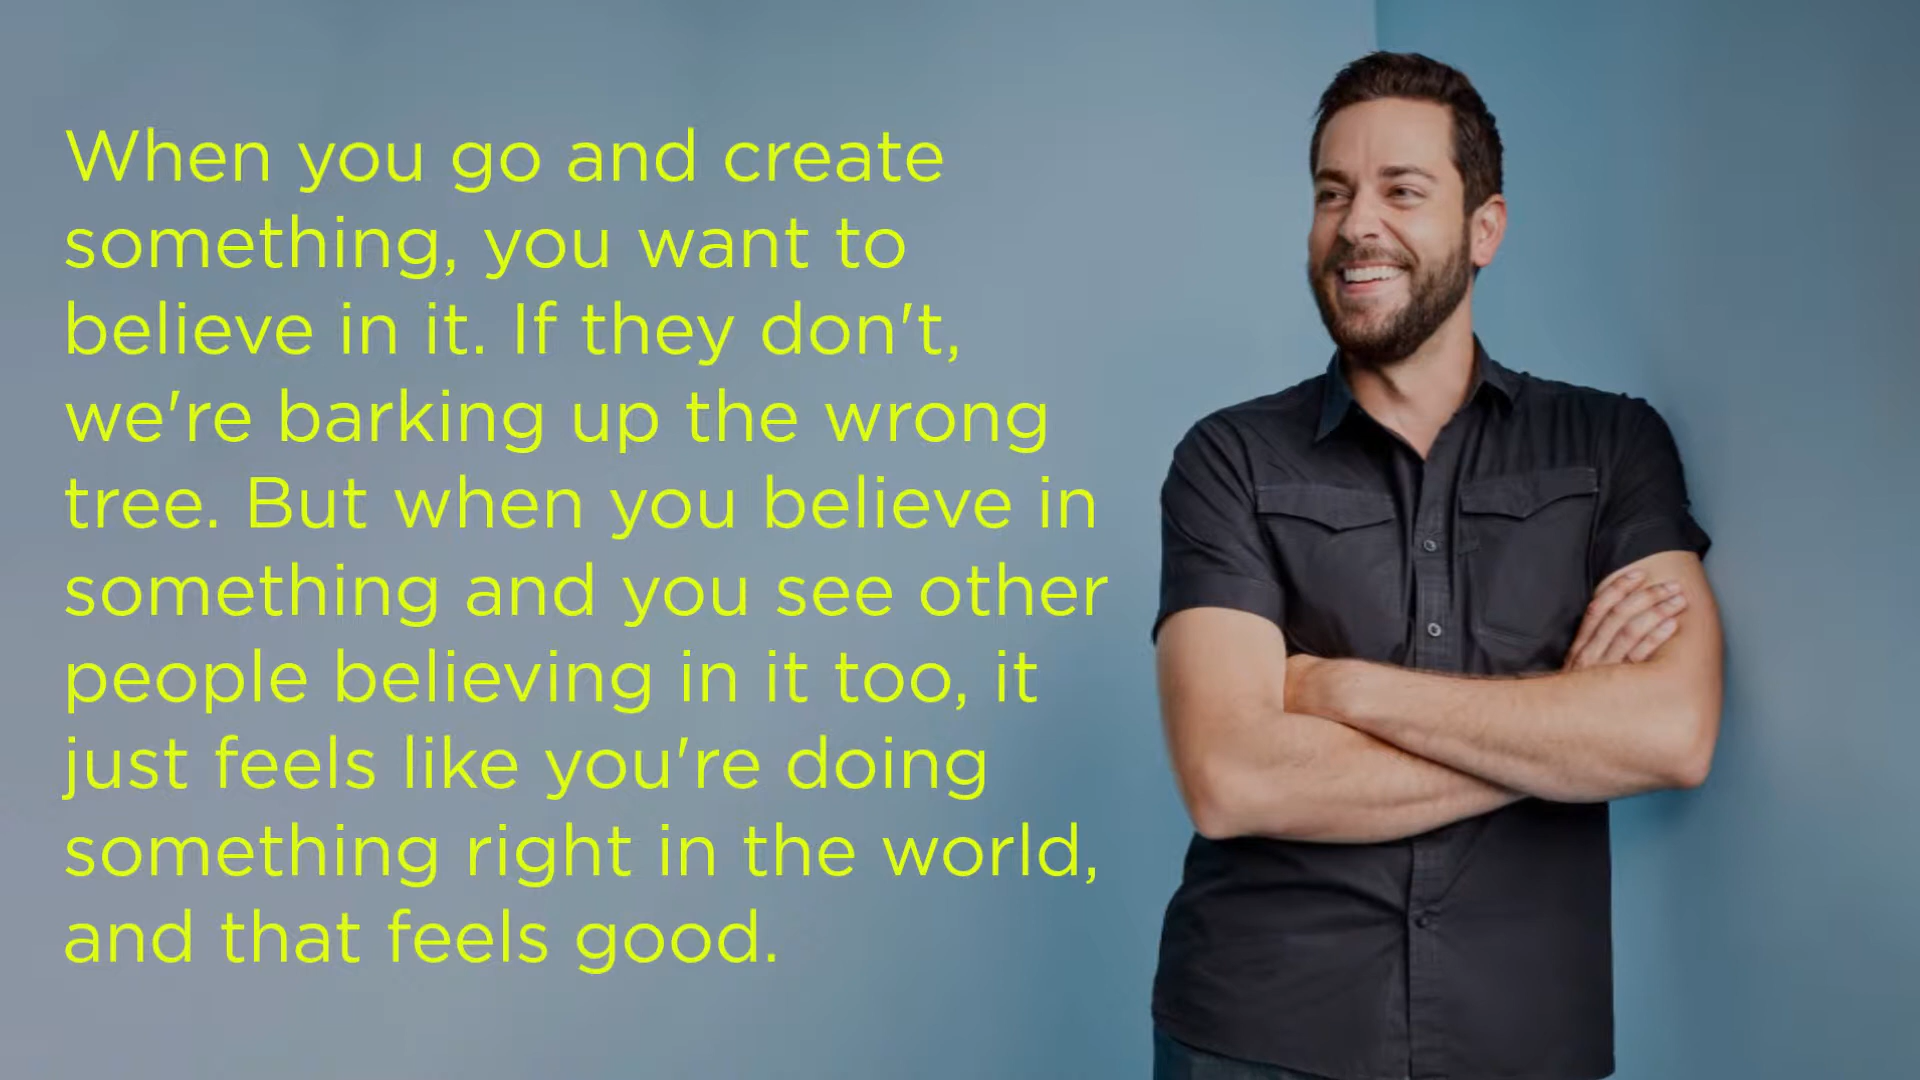 When you go and create
something, you want to
believe in it. If they don't,
we're barking up the wrong
tree. But when you believe in
something and you see other
people believing in it too, it
just feels like you're doing
something right in the world,
and that feels good.